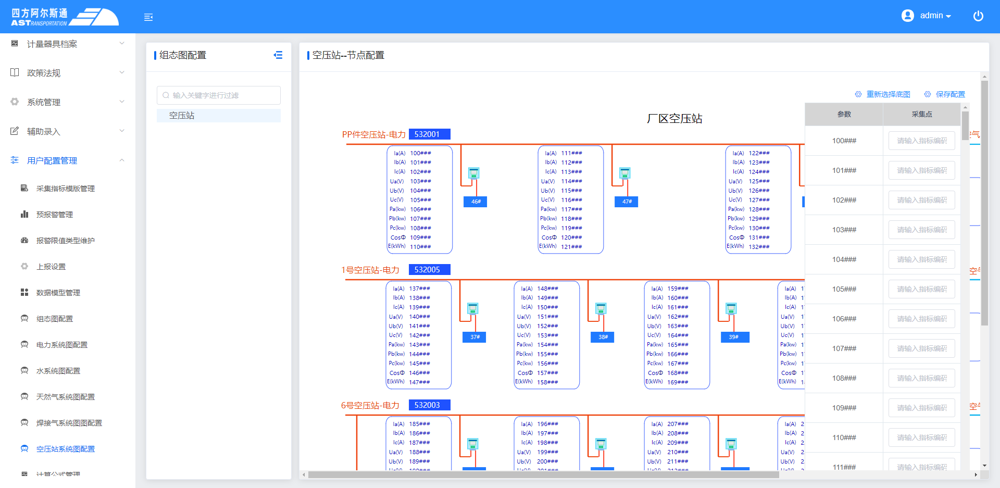 四方阿尔斯通
AS TRANSPORTATION
admin
计量器具档案
政策法规
系统管理
辅助录入
用户配置管理
采集指标模版管理
预报警管理
报警限值类型维护
上报设置
数据模型管理
组态图配置
电力系统图配置
水系统图配置
天然气系统图配置
焊接气系统图图配置
空压站系统图配置
计算公式管理
组态图配置
输入关键字进行过滤
空压站
空压站--节点配置
重新选择底图 保存配置
厂区空压站
PP件空压站-电力 532001
Ia(A) 100###
Ib(A) 101###
Ic(A) 102###
Ua(V) 103###
Ub(V) 104###
Uc(V) 105###
Pa(kw) 106###
Pb(kw) 107###
Pc(kw) 108###
CosΦ 109###
E(kWh) 110###
46#
Ia(A) 111###
Ib(A) 112###
Ic(A) 113###
Ua(V) 114###
Ub(V) 115###
Uc(V) 116###
Pa(kw) 117###
Pb(kw) 118###
Pc(kw) 119###
CosΦ 120###
E(kWh) 121###
47#
Ia(A) 122###
Ib(A) 123###
Ic(A) 124###
Ua(V) 125###
Ub(V) 126###
Uc(V) 127###
Pa(kw) 128###
Pb(kw) 129###
Pc(kw) 130###
CosΦ 131###
E(kWh) 132###
1号空压站-电力 532005
Ia(A) 137###
Ib(A) 138###
Ic(A) 139###
Ua(V) 140###
Ub(V) 141###
Uc(V) 142###
Pa(kw) 143###
Pb(kw) 144###
Pc(kw) 145###
CosΦ 146###
E(kWh) 147###
37#
Ia(A) 148###
Ib(A) 149###
Ic(A) 150###
Ua(V) 151###
Ub(V) 152###
Uc(V) 153###
Pa(kw) 154###
Pb(kw) 155###
Pc(kw) 156###
CosΦ 157###
E(kWh) 158###
38#
Ia(A) 159###
Ib(A) 160###
Ic(A) 161###
Ua(V) 162###
Ub(V) 163###
Uc(V) 164###
Pa(kw) 165###
Pb(kw) 166###
Pc(kw) 167###
CosΦ 168###
E(kWh) 169###
39#
Ia(A)
Ib(A)
Ic(A)
Ua(V)
Ub(V)
Uc(V)
Pa(kw)
Pb(kw)
Pc(kw)
CosΦ
E(kWh)
6号空压站-电力 532003
Ia(A) 185###
Ib(A) 186###
Ic(A) 187###
Ua(V) 188###
Ub(V) 189###
Ia(A) 196###
Ib(A) 197###
Ic(A) 198###
Ua(V) 199###
Ub(V) 200###
Ia(A) 207###
Ib(A) 208###
Ic(A) 209###
Ua(V) 210###
Ub(V) 211###
Ia(A)
Ib(A)
Ic(A)
Ua(V)
Ub(V)
参数 采集点
100### 请输入指标编码
101### 请输入指标编码
102### 请输入指标编码
103### 请输入指标编码
104### 请输入指标编码
105### 请输入指标编码
106### 请输入指标编码
107### 请输入指标编码
108### 请输入指标编码
109### 请输入指标编码
110### 请输入指标编码
111### 请输入指标编码